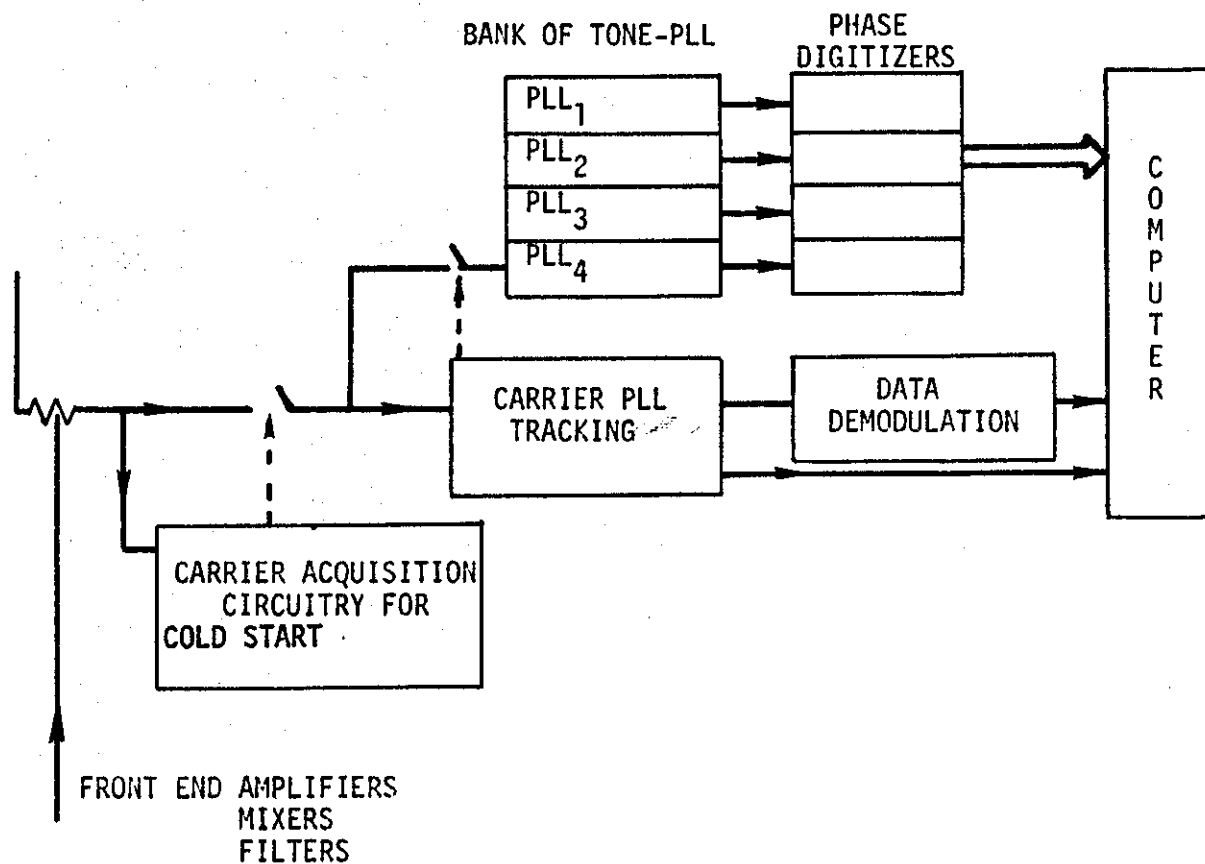 BANK OF TONE-PLL
PHASE
DIGITIZERS
PLL1
PLL2
PLL3
PLL4
COMPUTER
CARRIER PLL
TRACKING
DATA
DEMODULATION
CARRIER ACQUISITION
CIRCUITRY FOR
COLD START
FRONT END AMPLIFIERS
MIXERS
FILTERS